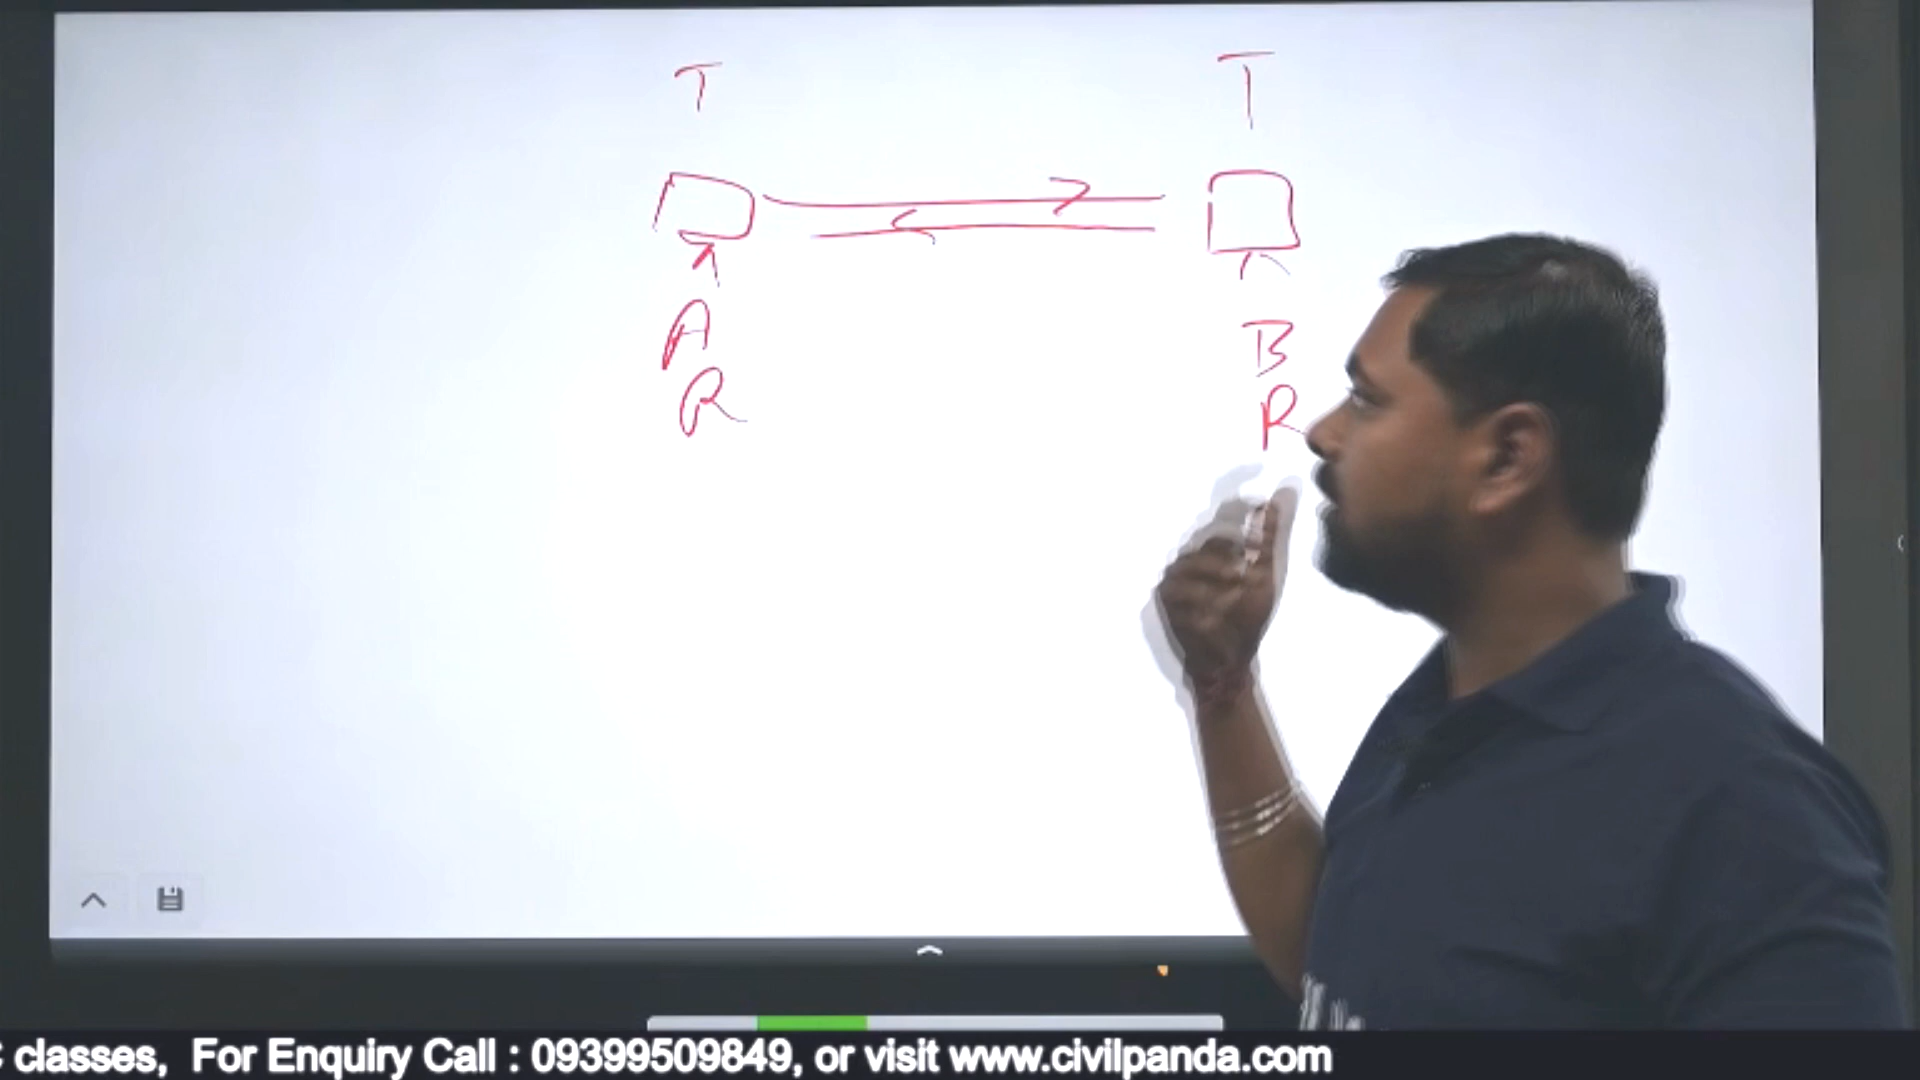 T T
A B
R R
classes, For Enquiry Call : 09399509849, or visit www.civilpanda.com